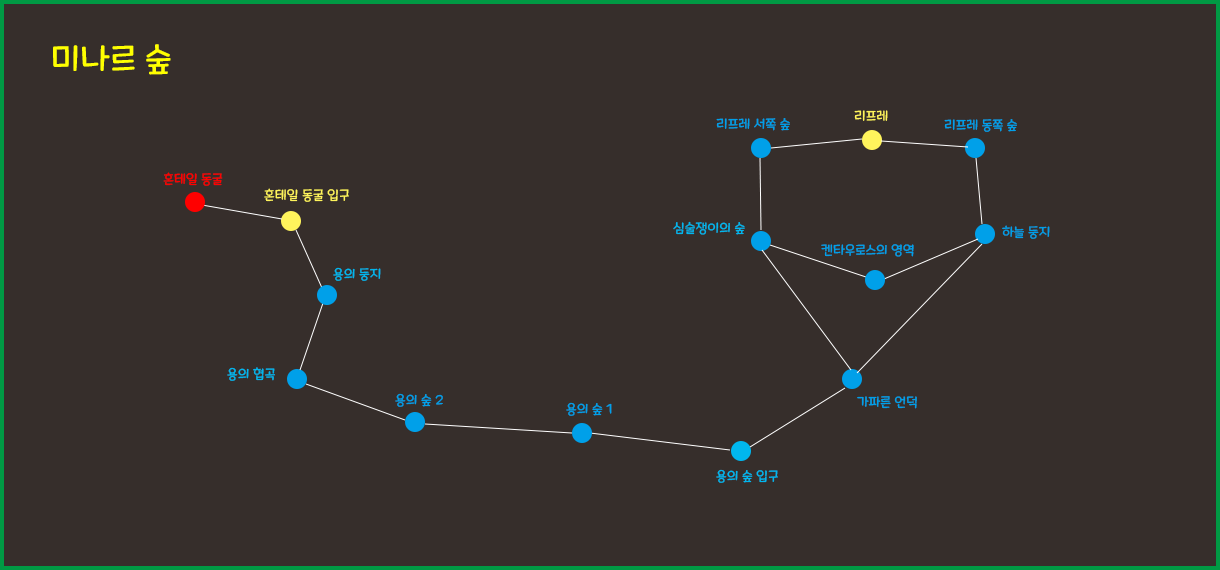 미나르 숲
리프레 서쪽 숲
리프레
리프레 동쪽 숲
혼테일 동굴
혼테일 동굴 입구
심술쟁이의 숲
켄타우로스의 영역
하늘 둥지
용의 둥지
용의 협곡
용의 숲 2
용의 숲 1
가파른 언덕
용의 숲 입구